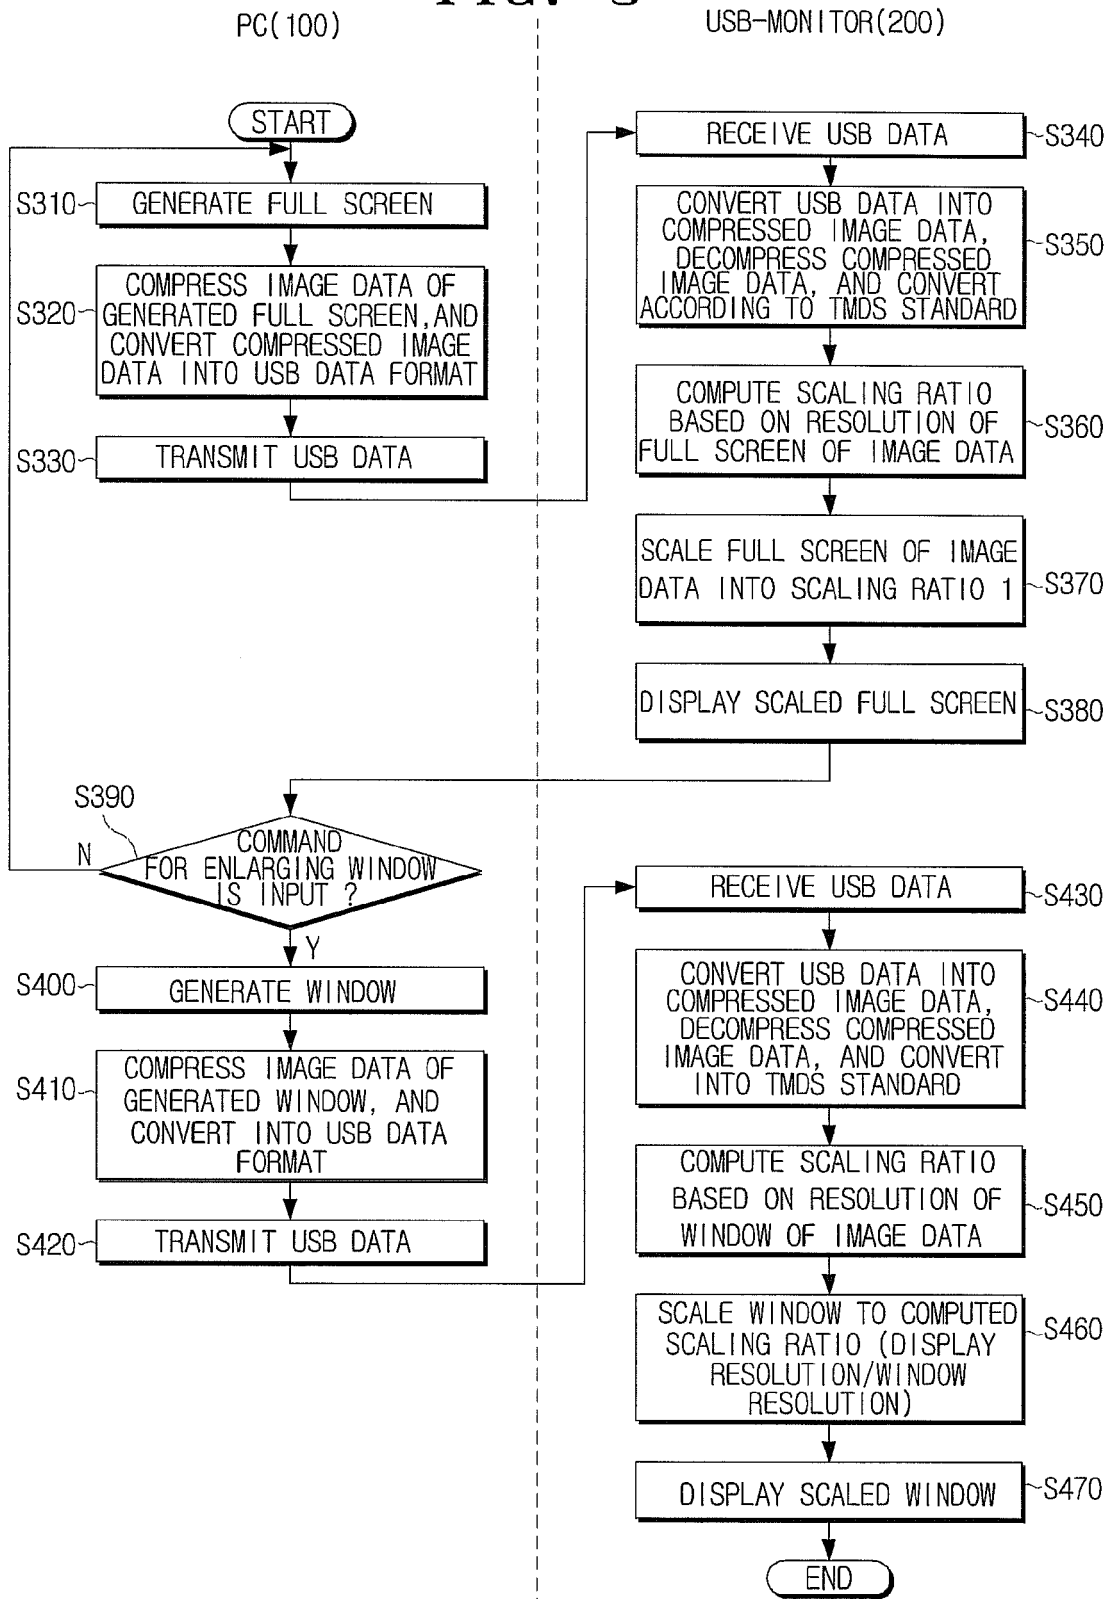 PC(100)
USB-MONITOR(200)
START
S310
GENERATE FULL SCREEN
S320
COMPRESS IMAGE DATA OF
GENERATED FULL SCREEN, AND
CONVERT COMPRESSED IMAGE
DATA INTO USB DATA FORMAT
S330
TRANSMIT USB DATA
RECEIVE USB DATA
S340
CONVERT USB DATA INTO
COMPRESSED IMAGE DATA,
DECOMPRESS COMPRESSED
IMAGE DATA, AND CONVERT
ACCORDING TO TMDS STANDARD
S350
COMPUTE SCALING RATIO
BASED ON RESOLUTION OF
FULL SCREEN OF IMAGE DATA
S360
SCALE FULL SCREEN OF IMAGE
DATA INTO SCALING RATIO 1
S370
DISPLAY SCALED FULL SCREEN
S380
S390
N
COMMAND
FOR ENLARGING WINDOW
IS INPUT ?
Y
S400
GENERATE WINDOW
S410
COMPRESS IMAGE DATA OF
GENERATED WINDOW, AND
CONVERT INTO USB DATA
FORMAT
S420
TRANSMIT USB DATA
RECEIVE USB DATA
S430
CONVERT USB DATA INTO
COMPRESSED IMAGE DATA,
DECOMPRESS COMPRESSED
IMAGE DATA, AND CONVERT
INTO TMDS STANDARD
S440
COMPUTE SCALING RATIO
BASED ON RESOLUTION OF
WINDOW OF IMAGE DATA
S450
SCALE WINDOW TO COMPUTED
SCALING RATIO (DISPLAY
RESOLUTION/WINDOW
RESOLUTION)
S460
DISPLAY SCALED WINDOW
S470
END